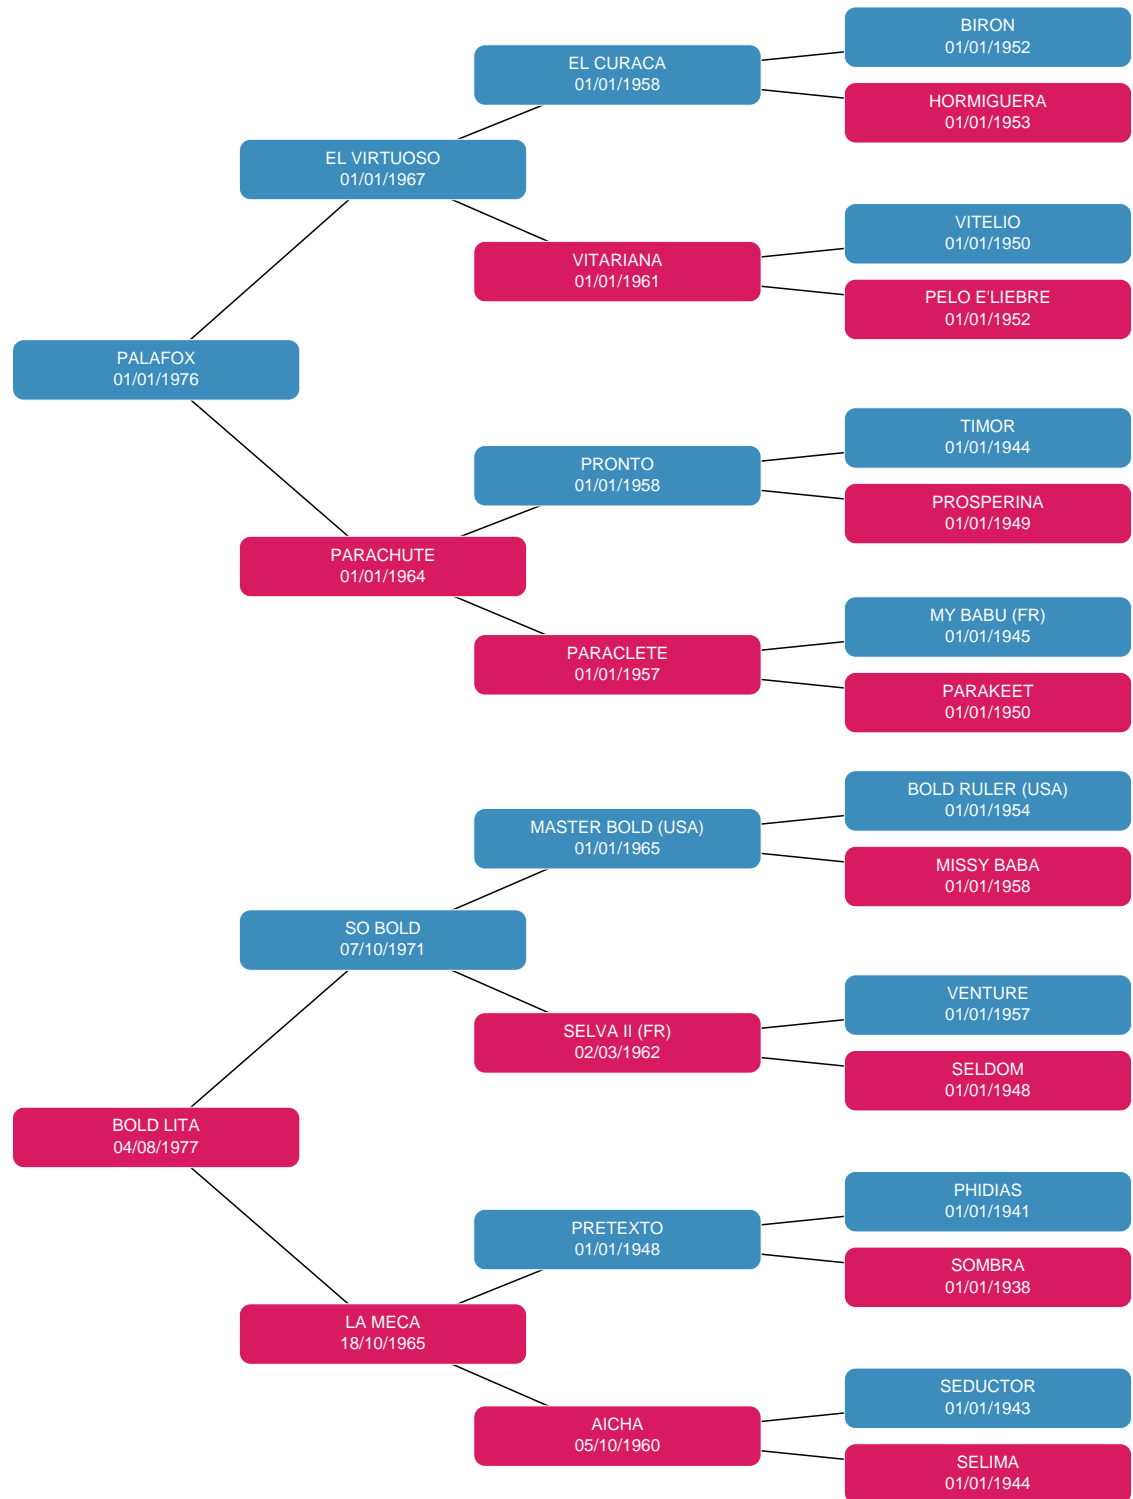 BIRON
01/01/1952
EL CURACA
01/01/1958
HORMIGUERA
01/01/1953
EL VIRTUOSO
01/01/1967
VITELIO
01/01/1950
VITARIANA
01/01/1961
PELO E'LIEBRE
01/01/1952
PALAFOX
01/01/1976
TIMOR
01/01/1944
PRONTO
01/01/1958
PROSPERINA
01/01/1949
PARACHUTE
01/01/1964
MY BABU (FR)
01/01/1945
PARACLETE
01/01/1957
PARAKEET
01/01/1950
BOLD RULER (USA)
01/01/1954
MASTER BOLD (USA)
01/01/1965
MISSY BABA
01/01/1958
SO BOLD
07/10/1971
VENTURE
01/01/1957
SELVA II (FR)
02/03/1962
SELDOM
01/01/1948
BOLD LITA
04/08/1977
PHIDIAS
01/01/1941
PRETEXTO
01/01/1948
SOMBRA
01/01/1938
LA MECA
18/10/1965
SEDUCTOR
01/01/1943
AICHA
05/10/1960
SELIMA
01/01/1944